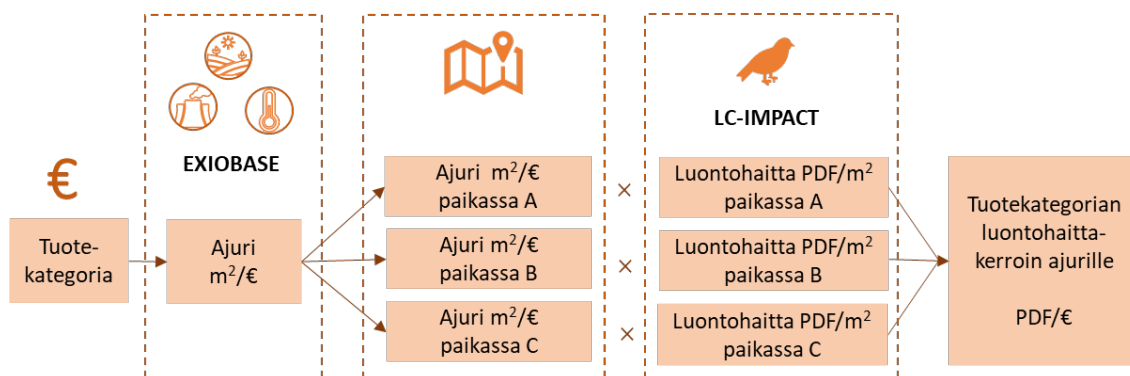 €
Tuote-
kategoria
EXIOBASE
Ajuri
m²/€
Ajuri m²/€
paikassa A
×
Ajuri m²/€
paikassa B
×
Ajuri m²/€
paikassa C
×
LC-IMPACT
Luontohaitta PDF/m²
paikassa A
Luontohaitta PDF/m²
paikassa B
Luontohaitta PDF/m²
paikassa C
Tuotekategorian
luontohaitta-
kerroin ajurille
PDF/€